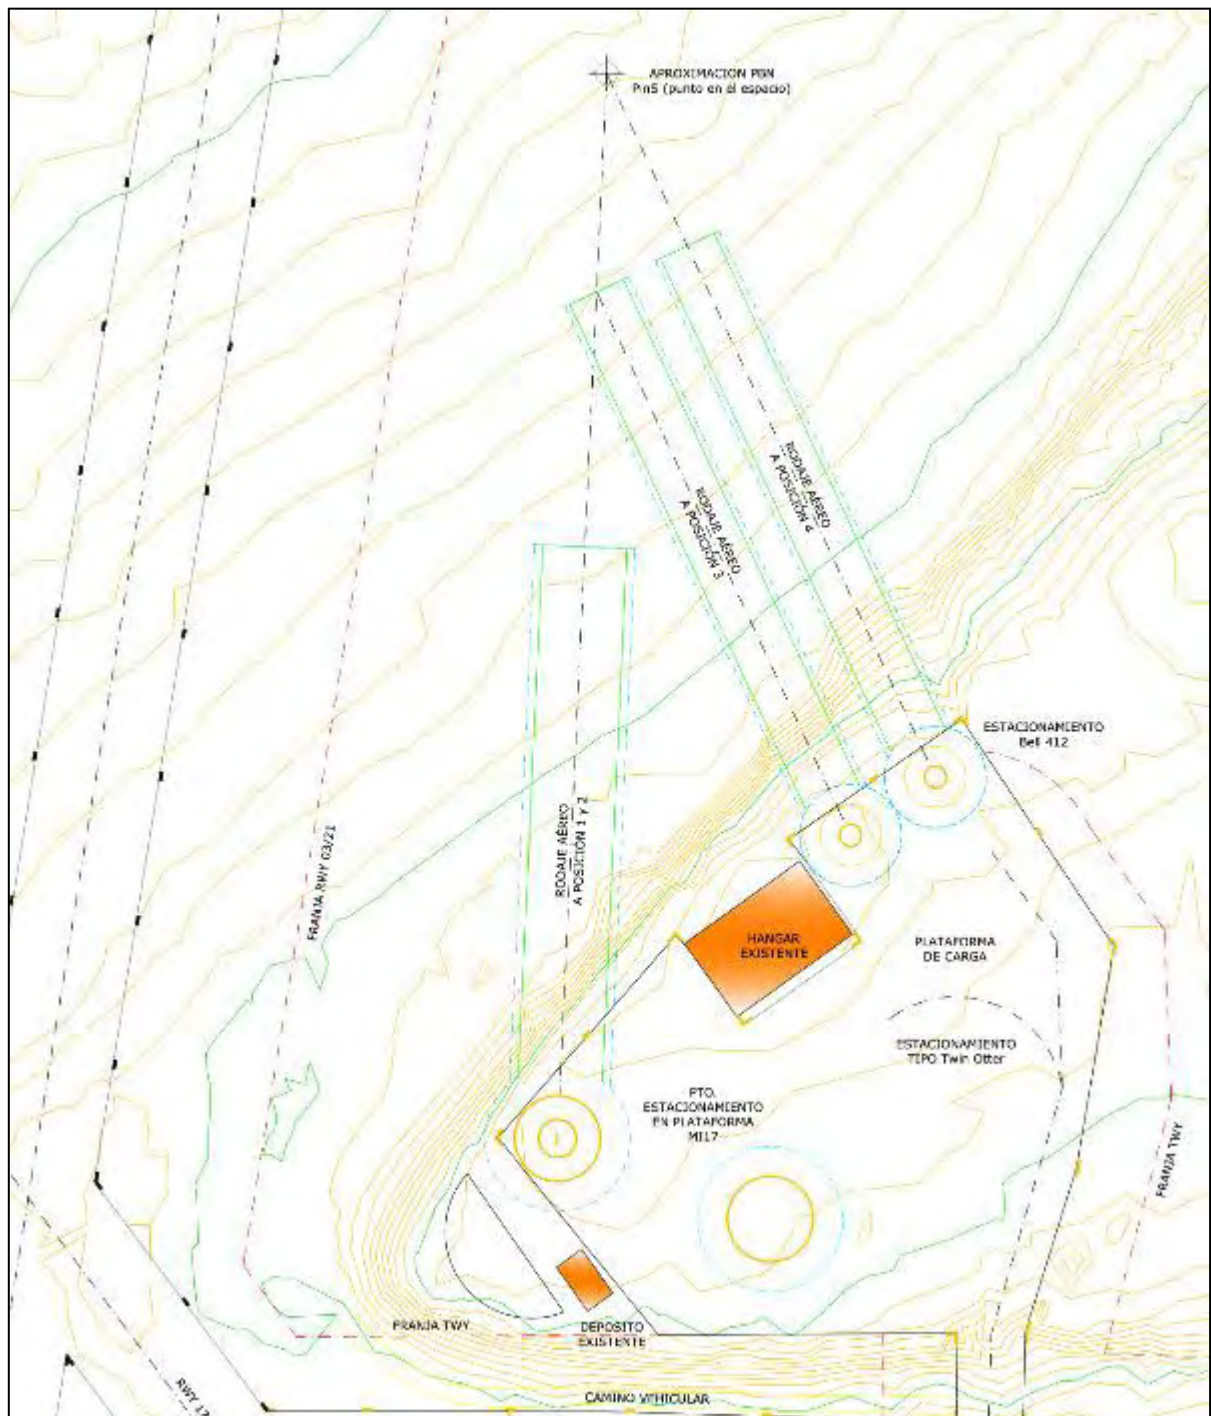 APROXIMACION PBN
PinS (punto en el espacio)
RODAJE AÉREO
A POSICIÓN 4
RODAJE AÉREO
A POSICIÓN 3
ESTACIONAMIENTO
Bell 412
RODAJE AÉREO
A POSICIÓN 1 y 2
FRANJA RWY 03/21
HANGAR
EXISTENTE
PLATAFORMA
DE CARGA
ESTACIONAMIENTO
TIPO Twin Otter
PTO.
ESTACIONAMIENTO
EN PLATAFORMA
MI17
FRANJA TWY
FRANJA TWY
DEPOSITO
EXISTENTE
CAMINO VEHICULAR
RWY